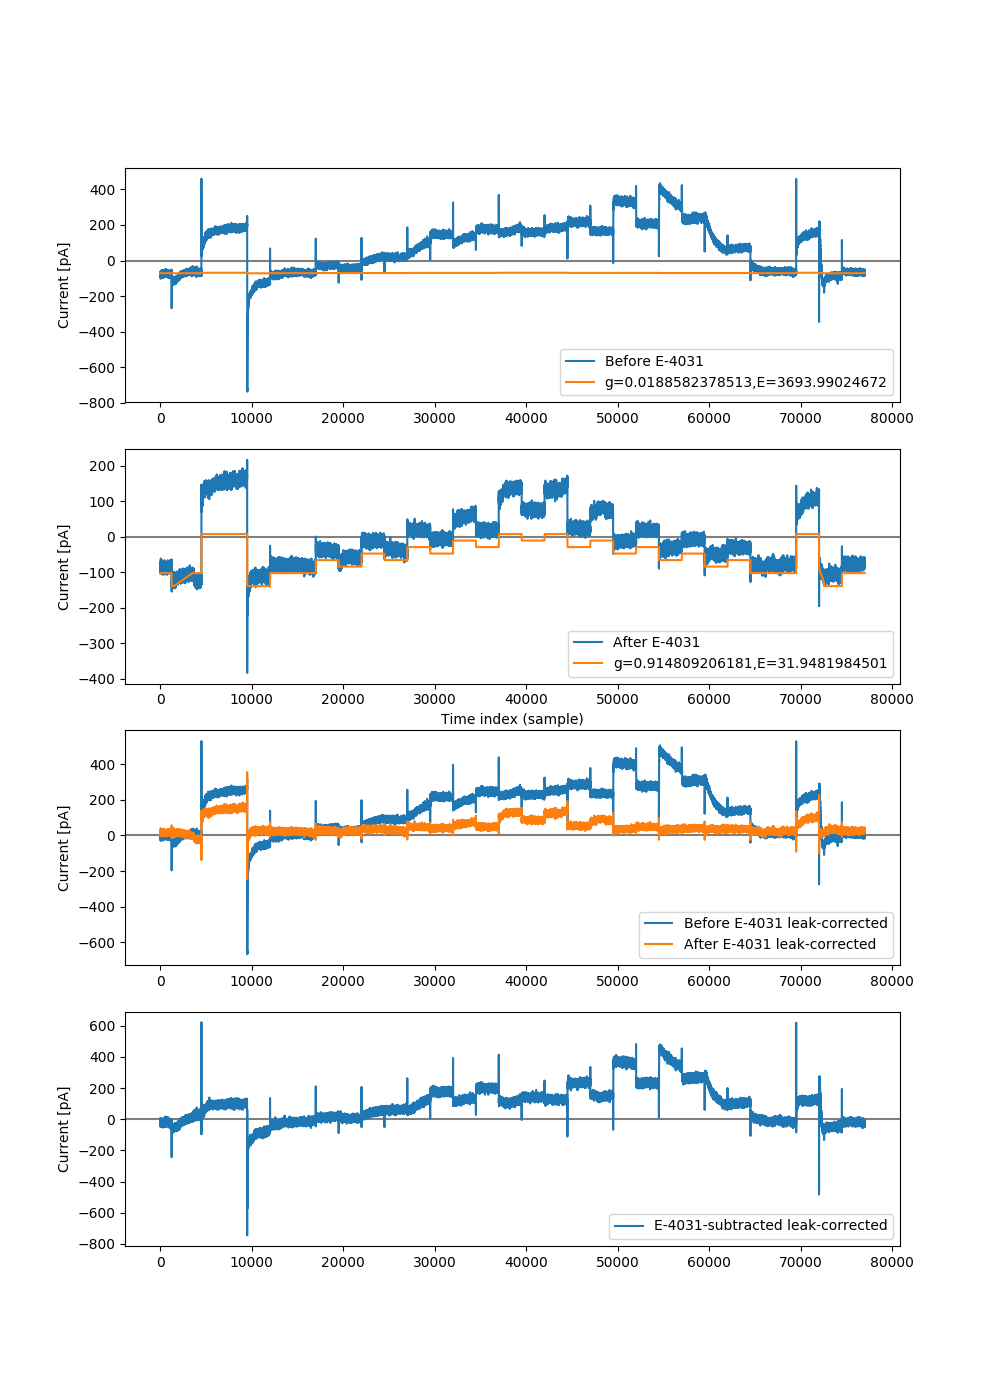 400
200
0
−200
−400
−600
−800
Current [pA]
Before E-4031
g=0.0188582378513,E=3693.99024672
0 10000 20000 30000 40000 50000 60000 70000 80000
200
100
0
−100
−200
−300
−400
Current [pA]
After E-4031
g=0.914809206181,E=31.9481984501
0 10000 20000 30000 40000 50000 60000 70000 80000
Time index (sample)
400
200
0
−200
−400
−600
Current [pA]
Before E-4031 leak-corrected
After E-4031 leak-corrected
0 10000 20000 30000 40000 50000 60000 70000 80000
600
400
200
0
−200
−400
−600
−800
Current [pA]
E-4031-subtracted leak-corrected
0 10000 20000 30000 40000 50000 60000 70000 80000